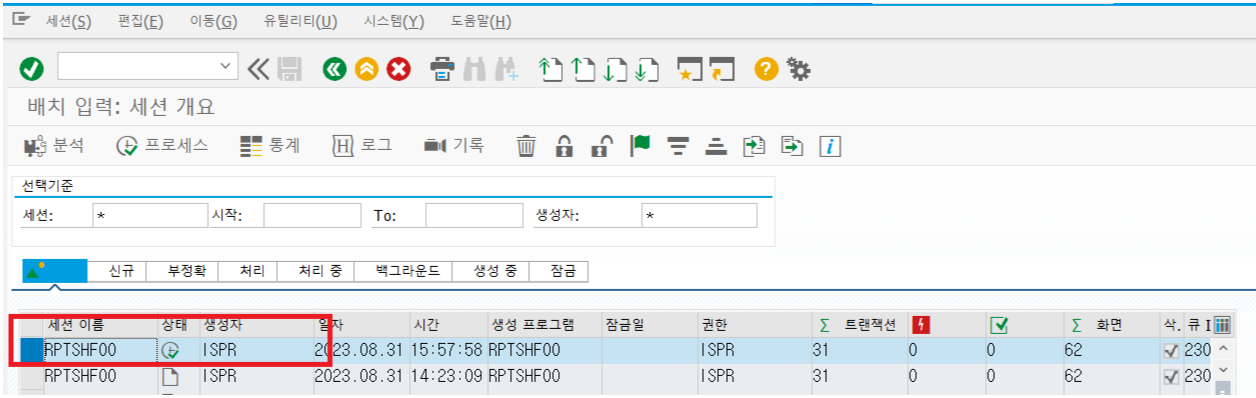 세션(S) 편집(E) 이동(G) 유틸리티(U) 시스템(Y) 도움말(H)
배치 입력: 세션 개요
분석 프로세스 통계 로그 기록
선택기준
세션: * 시작: To: 생성자: *
신규 부정확 처리 처리 중 백그라운드 생성 중 잠금
세션 이름 상태 생성자 일자 시간 생성 프로그램 잠금일 권한 Σ 트랜잭션 Σ 화면 삭. 큐 I
RPTSHF00 ISPR 2023.08.31 15:57:58 RPTSHF00 ISPR 31 0 0 62 230
RPTSHF00 ISPR 2023.08.31 14:23:09 RPTSHF00 ISPR 31 0 0 62 230